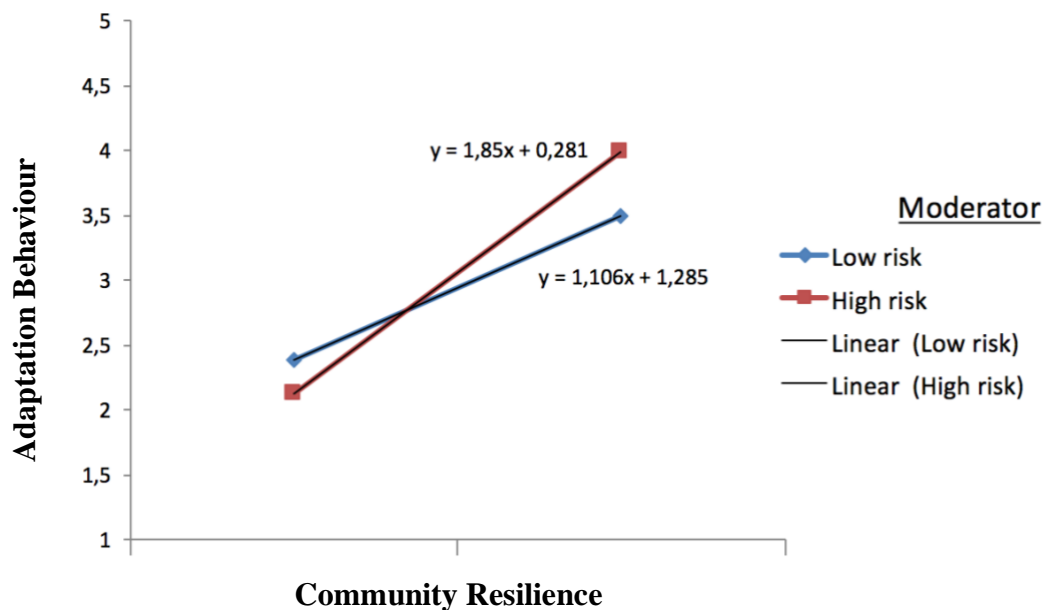 5
4,5
4
3,5
3
2,5
2
1,5
1
Adaptation Behaviour
y = 1,85x + 0,281
y = 1,106x + 1,285
Community Resilience
Moderator
Low risk
High risk
Linear (Low risk)
Linear (High risk)